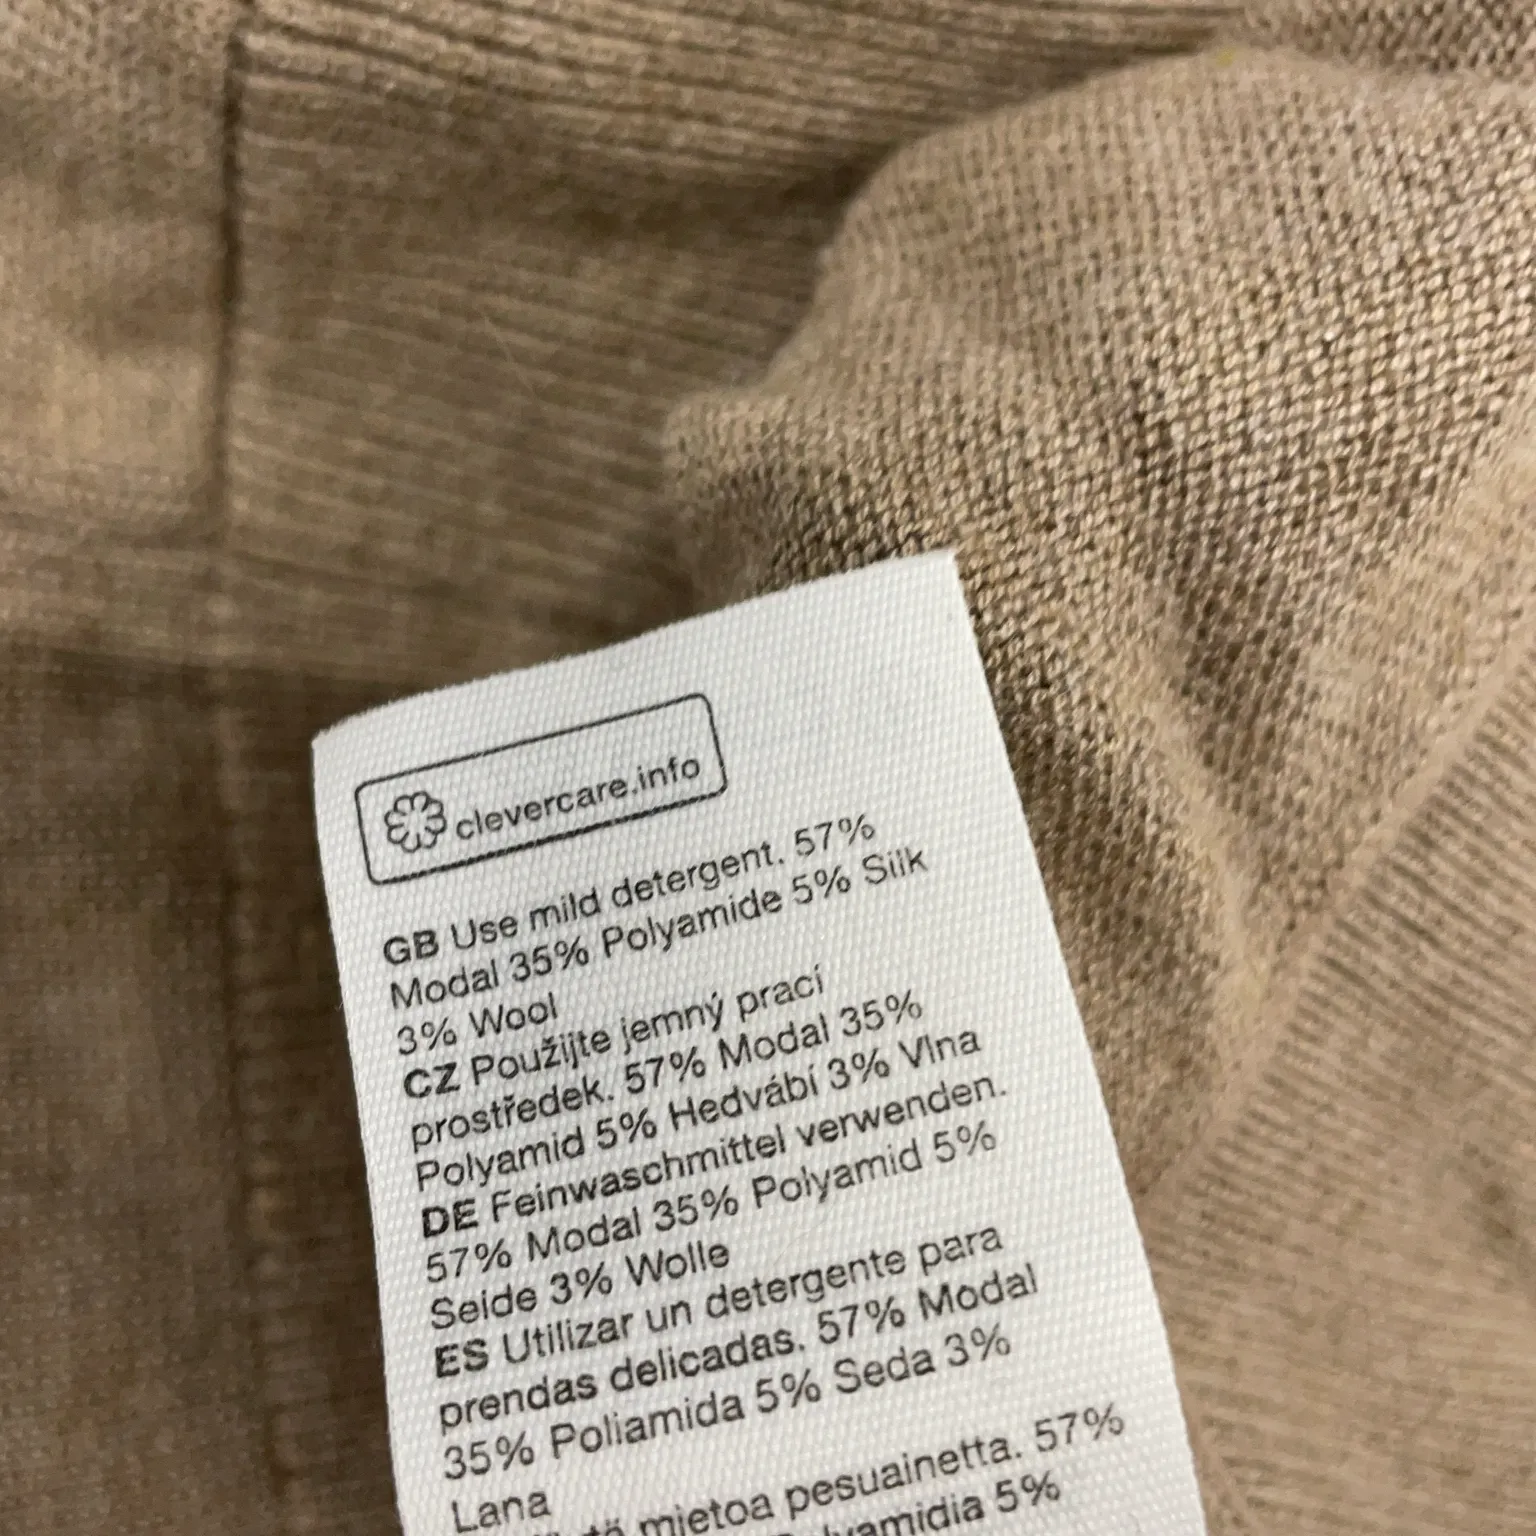 clevercare.info
GB Use mild detergent. 57%
Modal 35% Polyamide 5% Silk
3% Wool
CZ Použijte jemný prací
prostředek. 57% Modal 35%
Polyamid 5% Hedvábí 3% Vlna
DE Feinwaschmittel verwenden.
57% Modal 35% Polyamid 5%
Seide 3% Wolle
ES Utilizar un detergente para
prendas delicadas. 57% Modal
35% Poliamida 5% Seda 3%
Lana
mietoa pesuainetta. 57%
5%